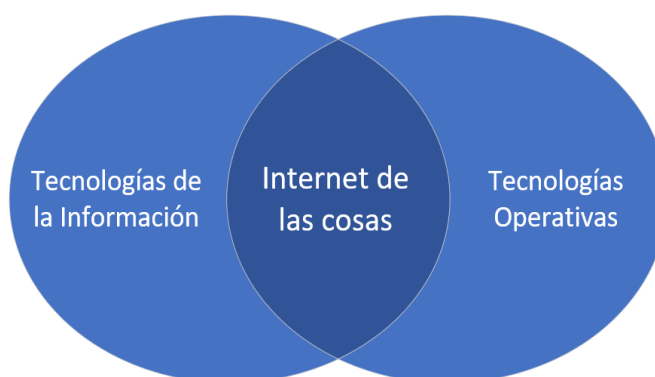 Tecnologías de
la Información
Internet de
las cosas
Tecnologías
Operativas